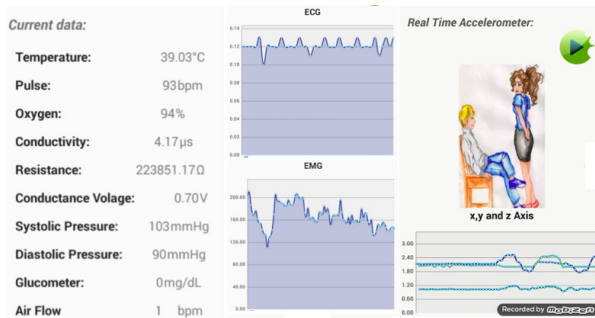 Current data:
Temperature: 39.03°C
Pulse: 93bpm
Oxygen: 94%
Conductivity: 4.17µs
Resistance: 223851.17Ω
Conductance Volage: 0.70V
Systolic Pressure: 103mmHg
Diastolic Pressure: 90mmHg
Glucometer: 0mg/dL
Air Flow 1 bpm
ECG
0.14
0.12
0.10
0.08
0.06
0.04
0.02
0.00
EMG
200.00
160.00
120.00
80.00
40.00
0.00
Real Time Accelerometer:
x,y and z Axis
3.00
2.40
1.80
1.20
0.60
0.00
Recorded by Mobizen